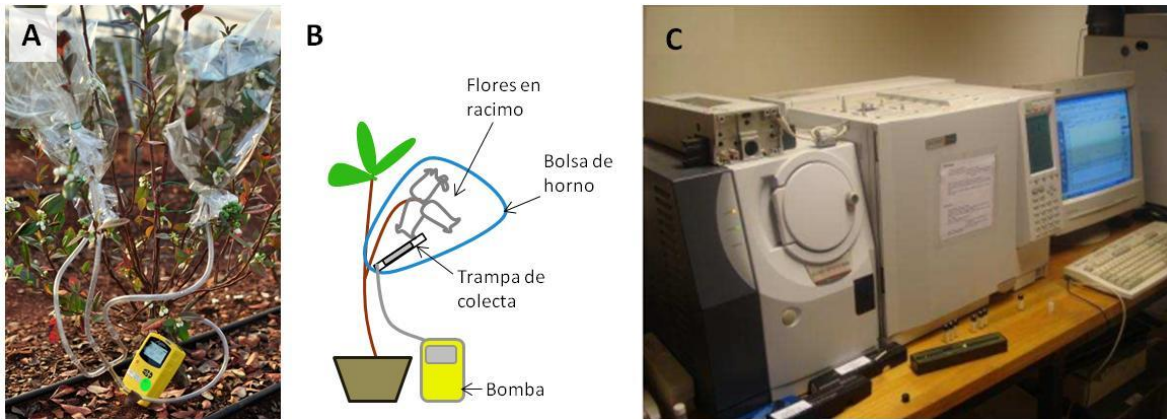 A
B
Flores en
racimo
Bolsa de
horno
Trampa de
colecta
Bomba
C